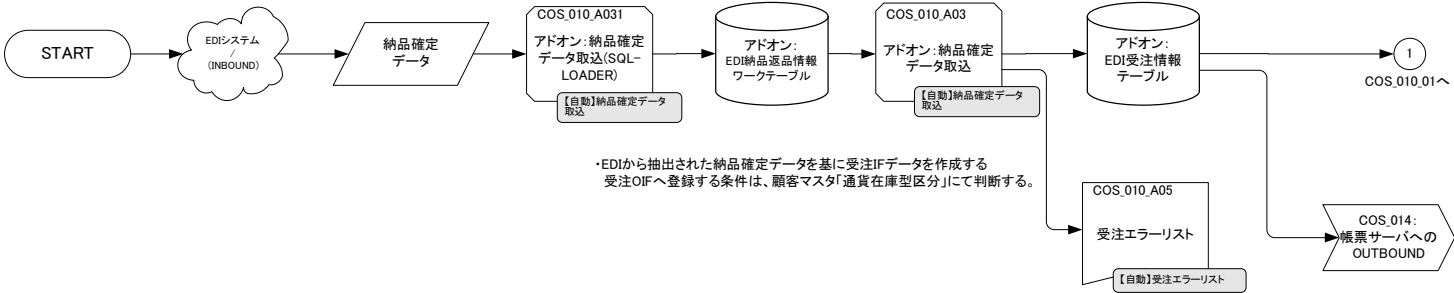 START
EDIシステム
/
(INBOUND)
納品確定
データ
COS_010_A031
アドオン:納品確定
データ取込(SQL-
LOADER)
【自動】納品確定データ
取込
アドオン:
EDI納品返品情報
ワークテーブル
COS_010_A03
アドオン:納品確定
データ取込
【自動】納品確定データ
取込
アドオン:
EDI受注情報
テーブル
1
COS_010_01へ
・EDIから抽出された納品確定データを基に受注IFデータを作成する
受注OIFへ登録する条件は、顧客マスタ「通貨在庫型区分」にて判断する。
COS_010_A05
受注エラーリスト
【自動】受注エラーリスト
COS_014:
帳票サーバへの
OUTBOUND